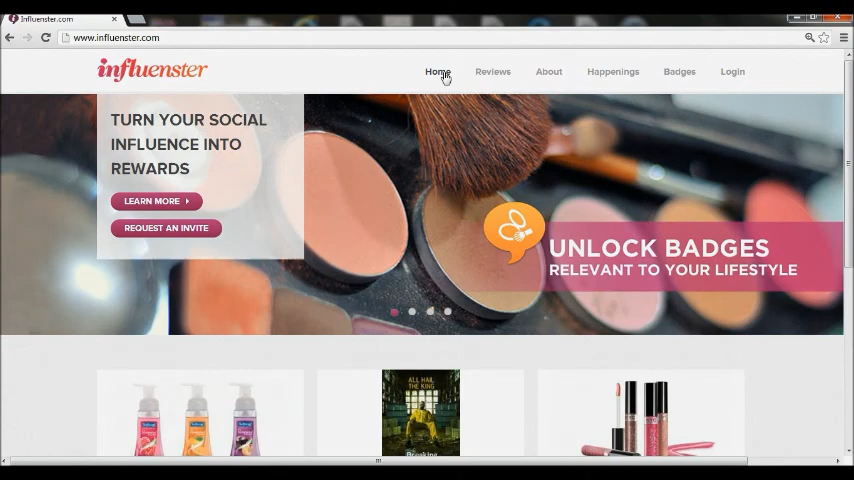 Influenster.com
www.influenster.com
influenster
Home Reviews About Happenings Badges Login
TURN YOUR SOCIAL
INFLUENCE INTO
REWARDS
LEARN MORE
REQUEST AN INVITE
UNLOCK BADGES
RELEVANT TO YOUR LIFESTYLE
ALL HAIL
THE KING
Breaking